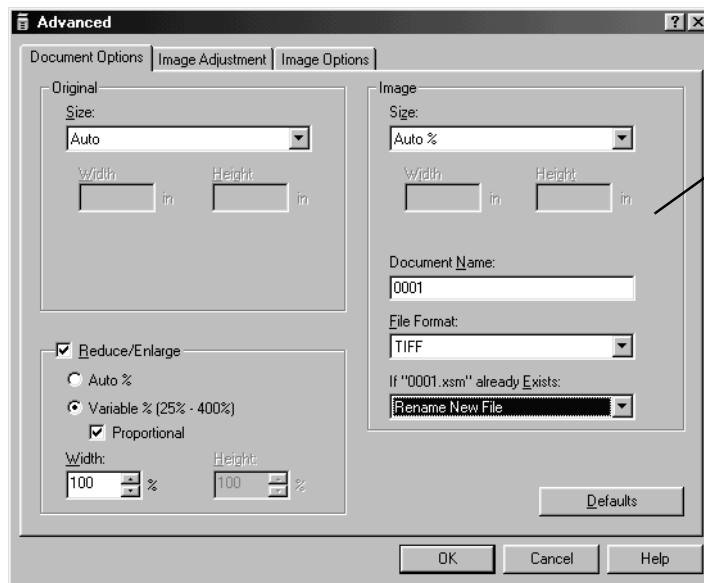 Advanced
Document Options Image Adjustment Image Options
Original
Size:
Auto
Width Height
in in
Reduce/Enlarge
Auto %
Variable % (25% - 400%)
Proportional
Width: Height:
100 % 100 %
Image
Size:
Auto %
Width Height
in in
Document Name:
0001
File Format:
TIFF
If "0001.xsm" already Exists:
Rename New File
Defaults
OK Cancel Help